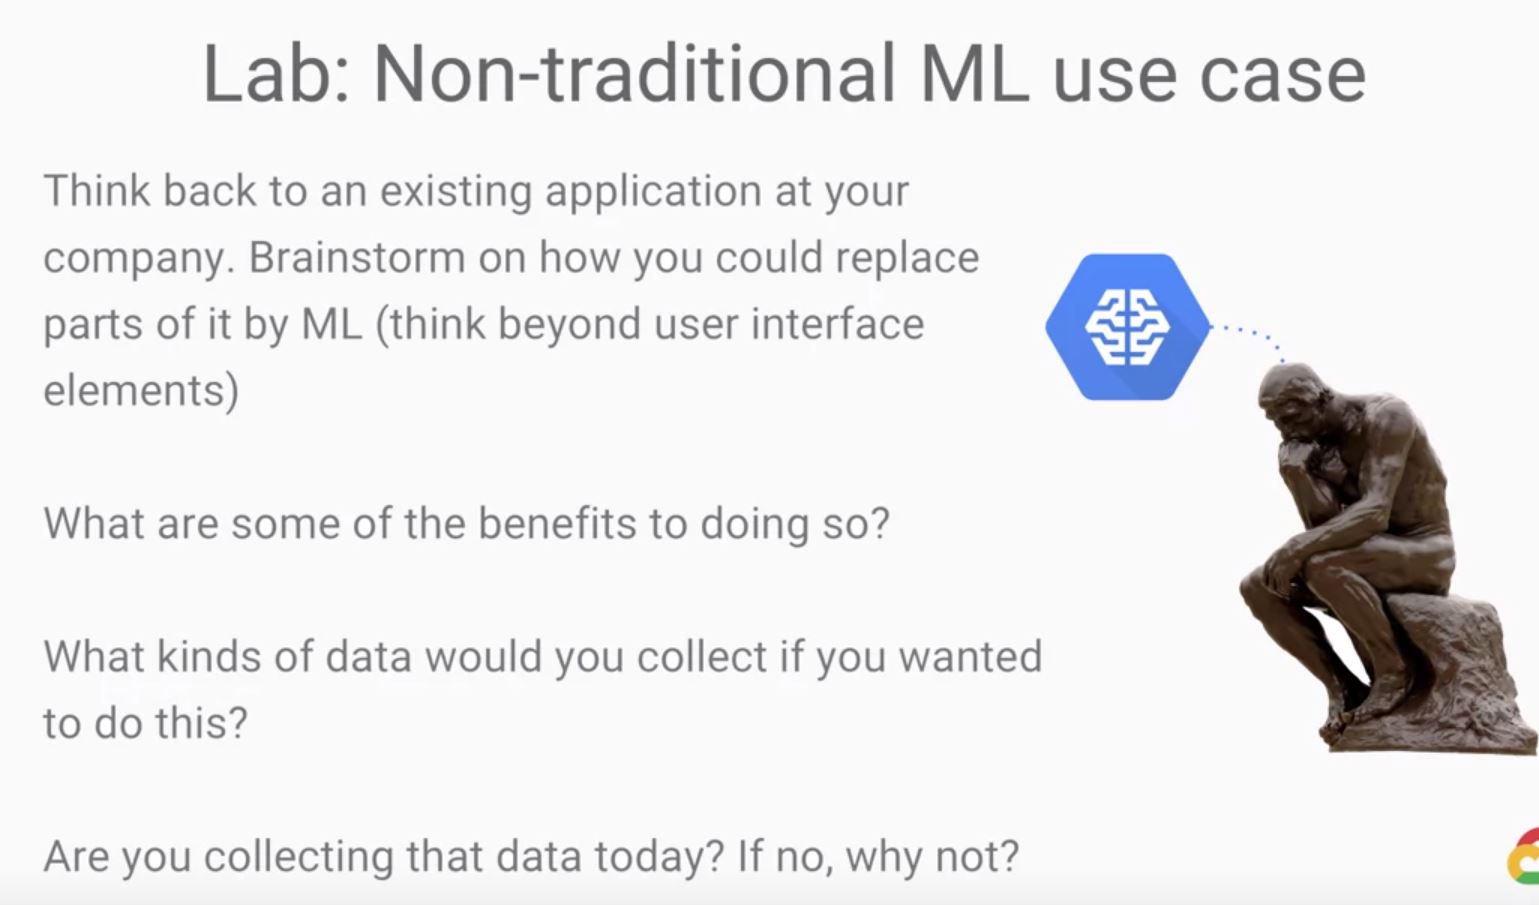 Lab: Non-traditional ML use case
Think back to an existing application at your
company. Brainstorm on how you could replace
parts of it by ML (think beyond user interface
elements)
What are some of the benefits to doing so?
What kinds of data would you collect if you wanted
to do this?
Are you collecting that data today? If no, why not?